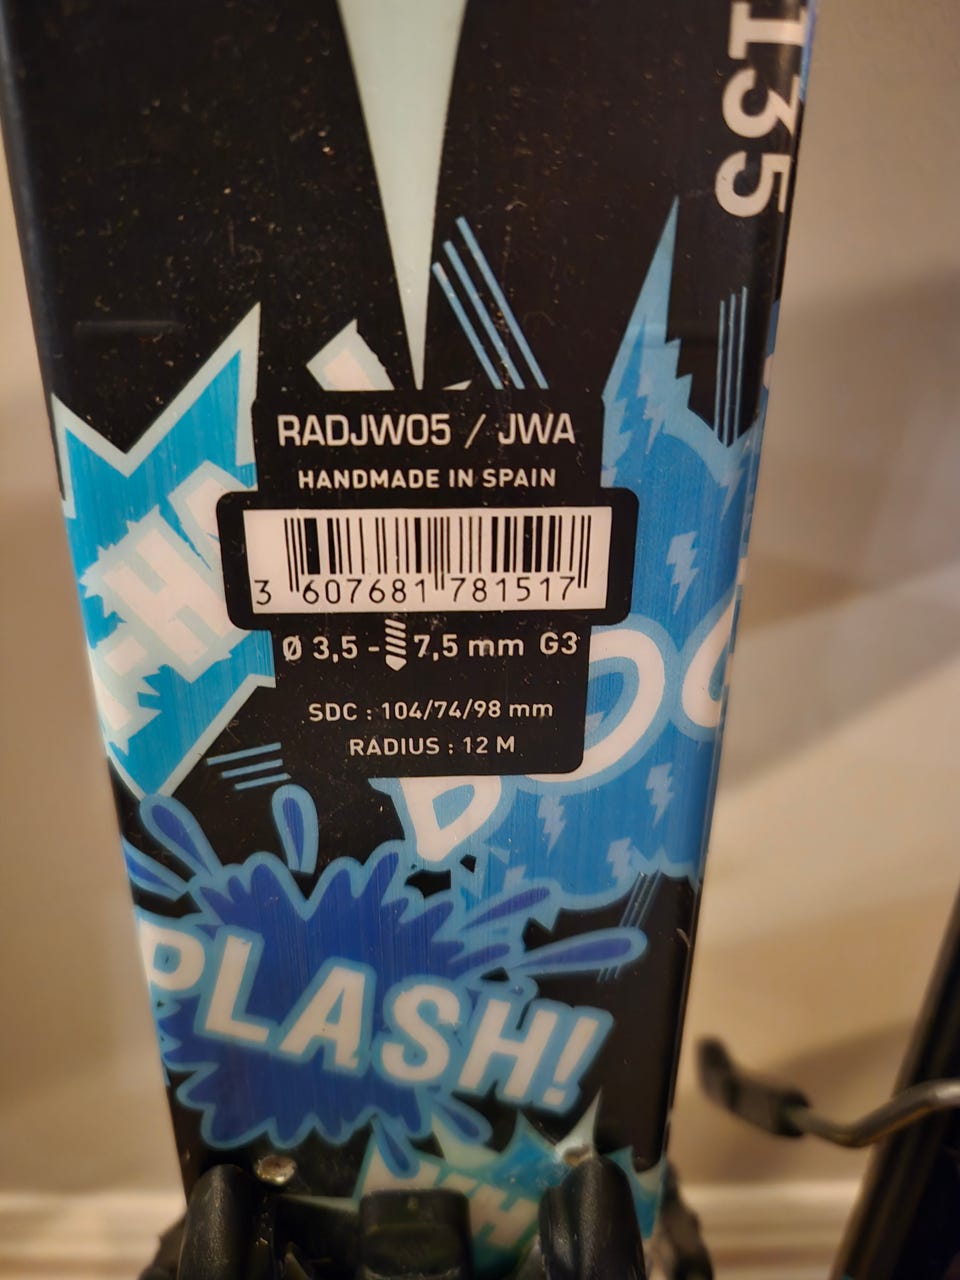 135
RADJW05 / JWA
HANDMADE IN SPAIN
3 607681 781517
Ø 3,5 - 7,5 mm G3
SDC : 104/74/98 mm
RADIUS : 12 M
PLASH!